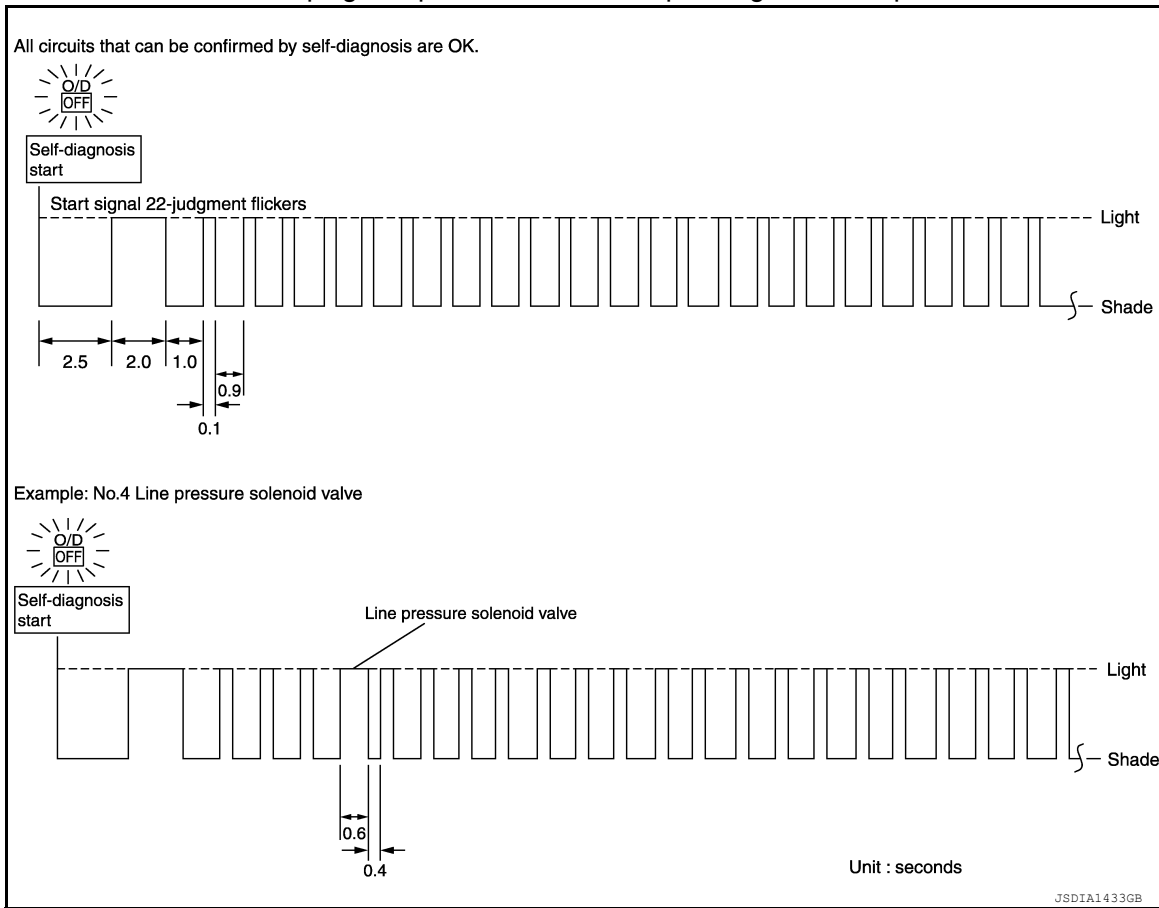 All circuits that can be confirmed by self-diagnosis are OK.
O/D
OFF
Self-diagnosis
start
Start signal 22-judgment flickers
Light
Shade
2.5
2.0
1.0
0.9
0.1
Example: No.4 Line pressure solenoid valve
O/D
OFF
Self-diagnosis
start
Line pressure solenoid valve
Light
Shade
0.6
0.4
Unit : seconds
JSDIA1433GB